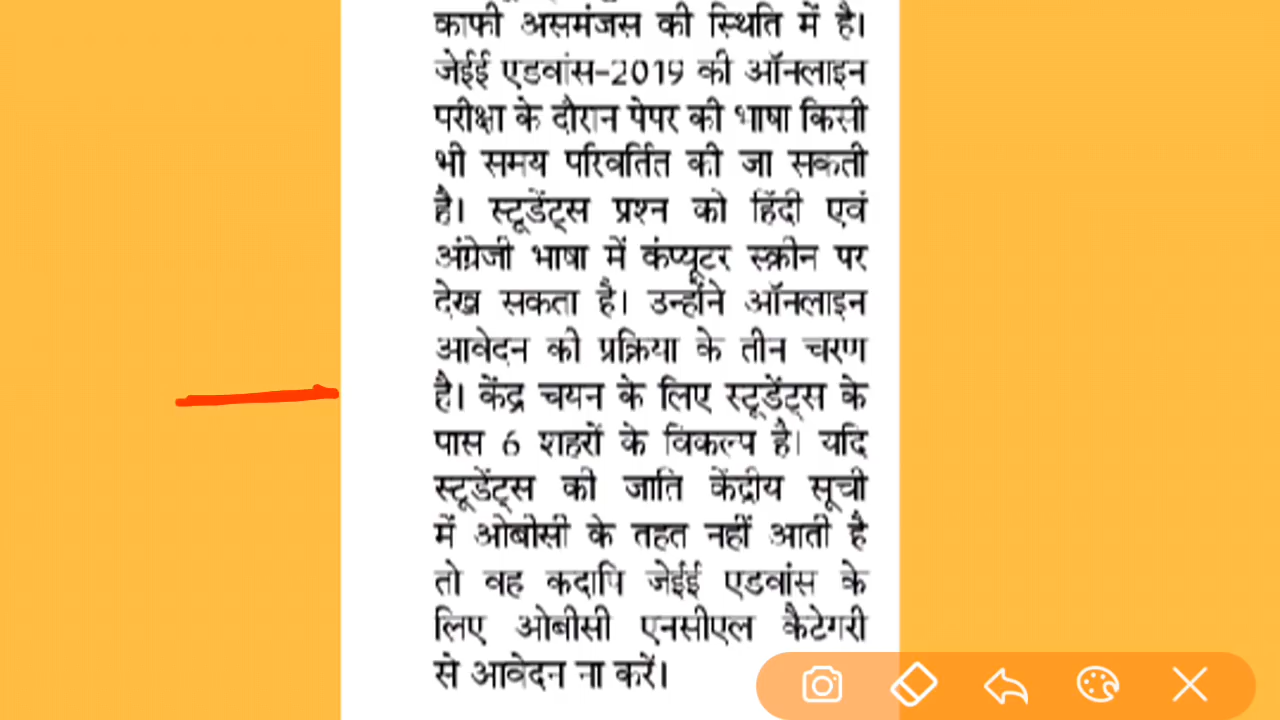 काफी असमंजस की स्थिति में है।
जेईई एडवांस-2019 की ऑनलाइन
परीक्षा के दौरान पेपर की भाषा किसी
भी समय परिवर्तित की जा सकती
है। स्टूडेंट्स प्रश्न को हिंदी एवं
अंग्रेजी भाषा में कंप्यूटर स्क्रीन पर
देख सकता है। उन्होंने ऑनलाइन
आवेदन की प्रक्रिया के तीन चरण
है। केंद्र चयन के लिए स्टूडेंट्स के
पास 6 शहरों के विकल्प है। यदि
स्टूडेंट्स की जाति केंद्रीय सूची
में ओबीसी के तहत नहीं आती है
तो वह कदापि जेईई एडवांस के
लिए ओबीसी एनसीएल कैटेगरी
से आवेदन ना करें।